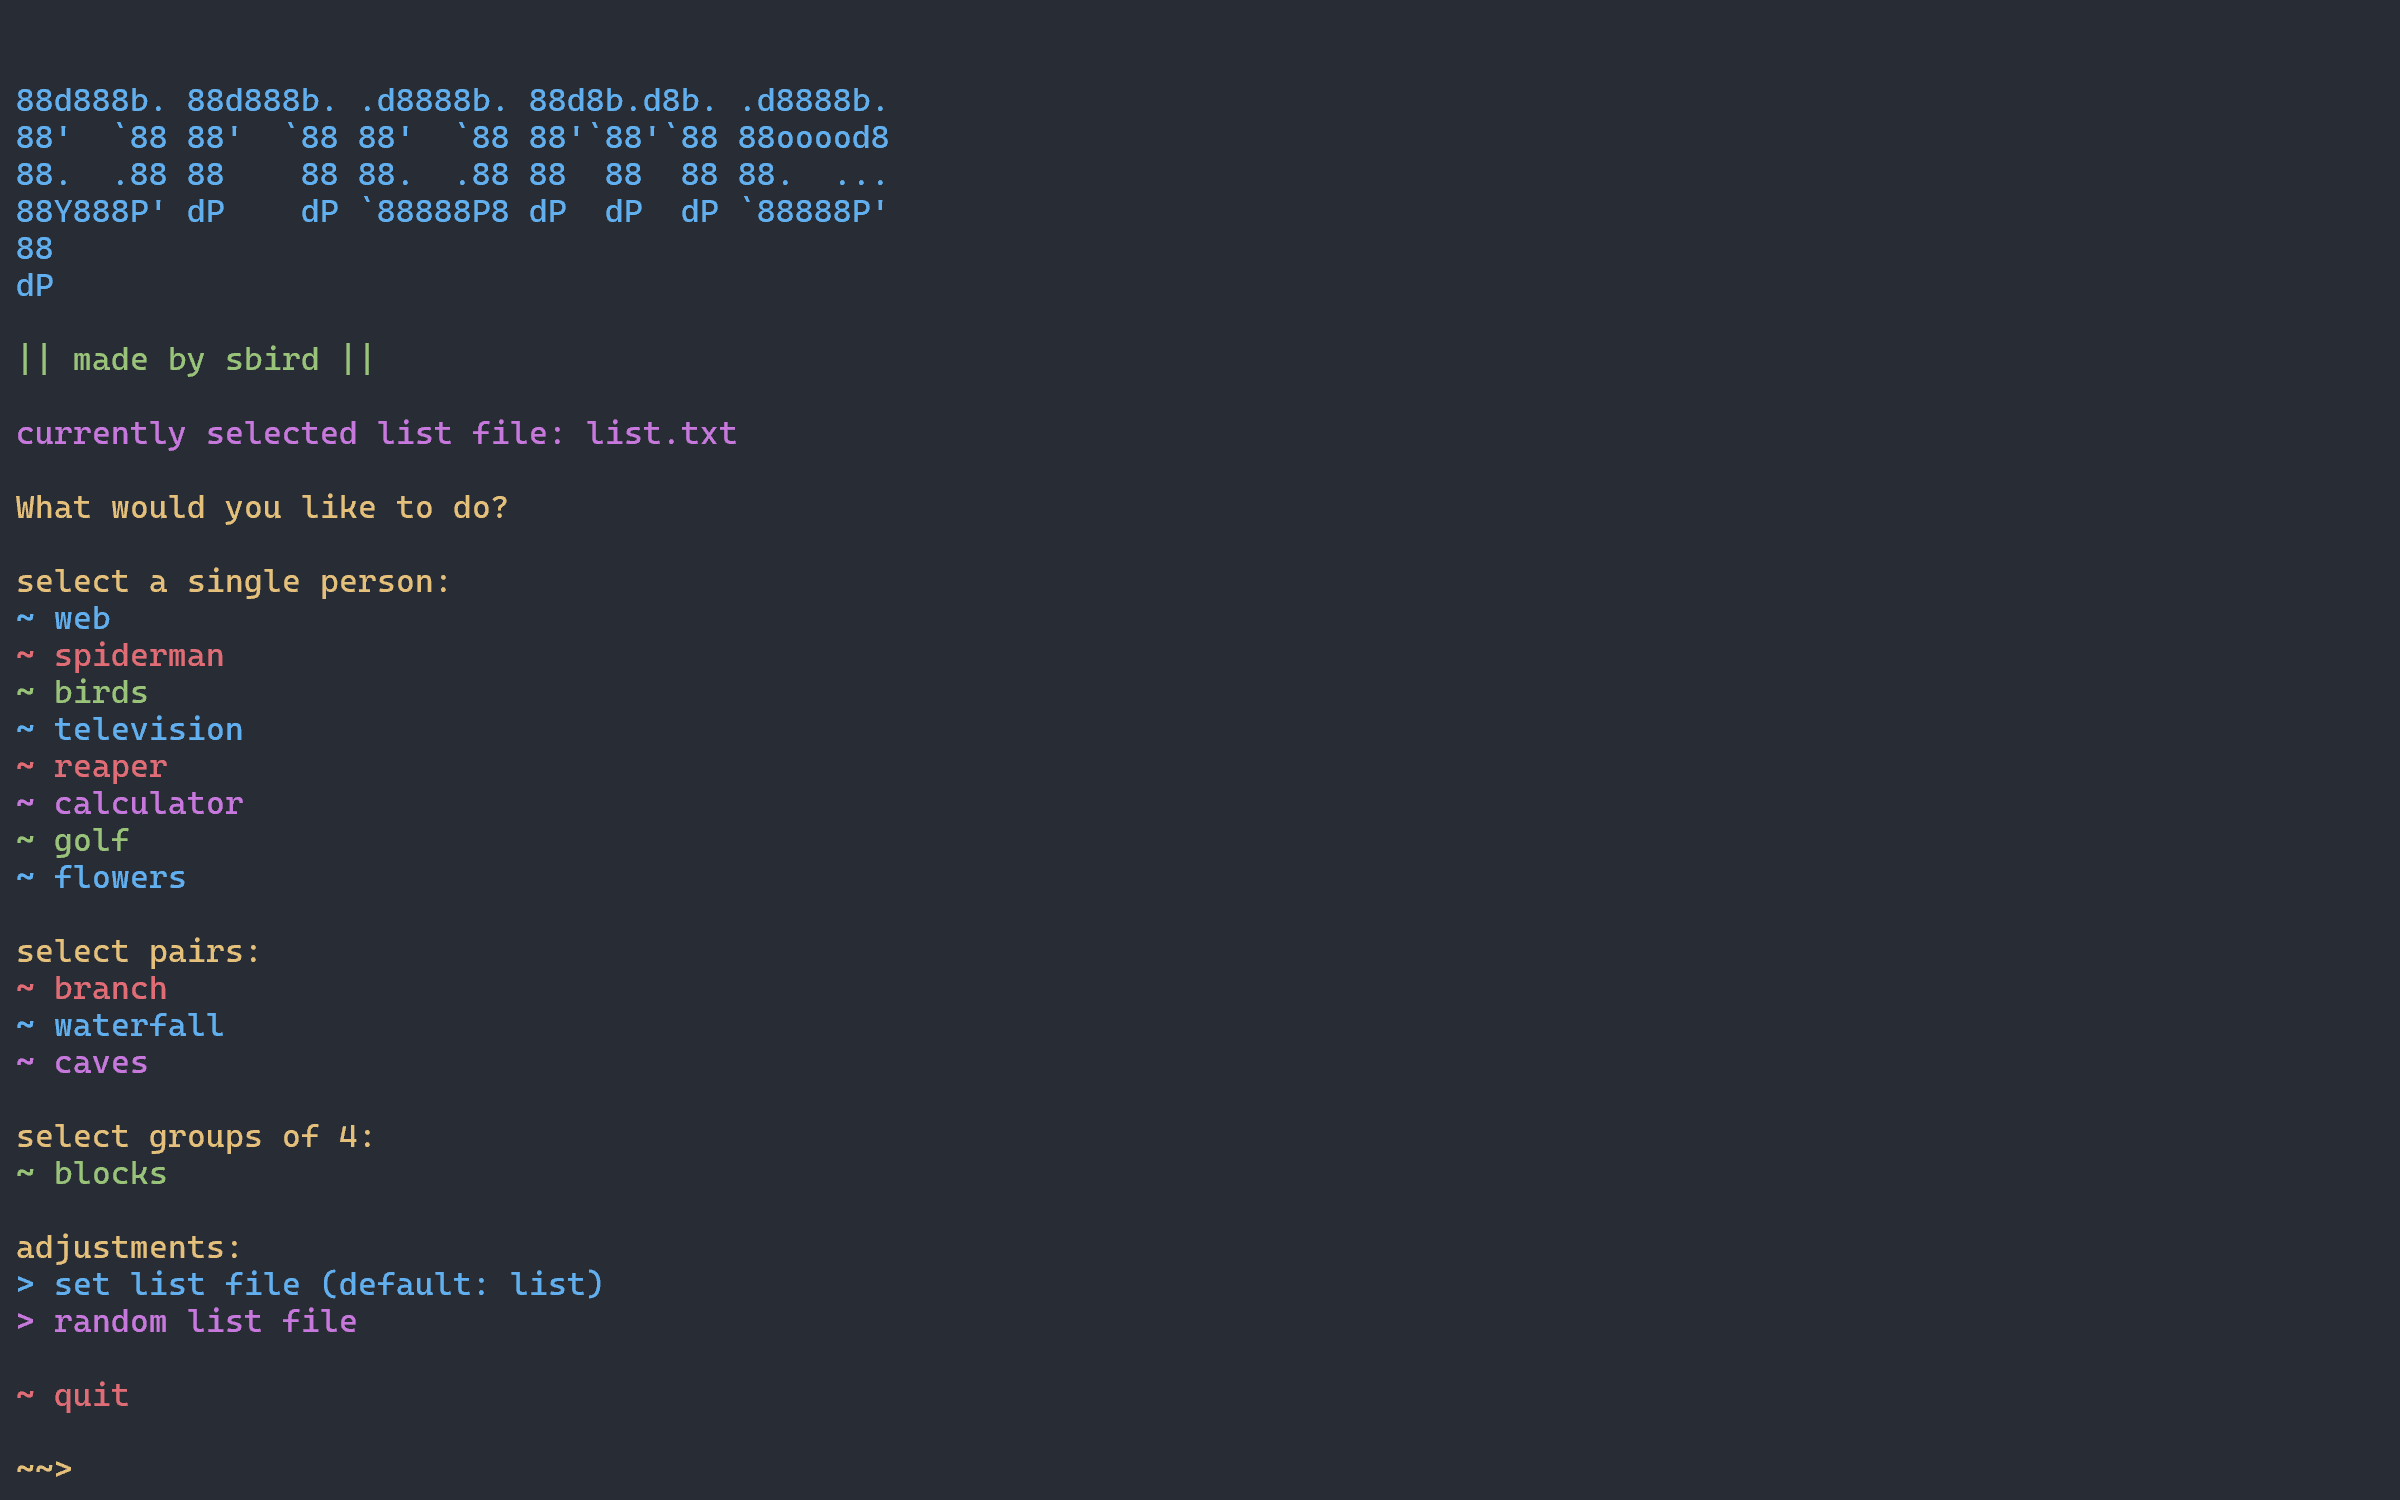 88d888b. 88d888b. .d8888b. 88d8b.d8b. .d8888b.
88'  `88 88'  `88 88'  `88 88'`88'`88 88ooood8
88.  .88 88    88 88.  .88 88  88  88 88.  ...
88Y888P' dP    dP `88888P8 dP  dP  dP `88888P'
88
dP
|| made by sbird ||
currently selected list file: list.txt
What would you like to do?
select a single person:
~ web
~ spiderman
~ birds
~ television
~ reaper
~ calculator
~ golf
~ flowers
select pairs:
~ branch
~ waterfall
~ caves
select groups of 4:
~ blocks
adjustments:
> set list file (default: list)
> random list file
~ quit
~~>